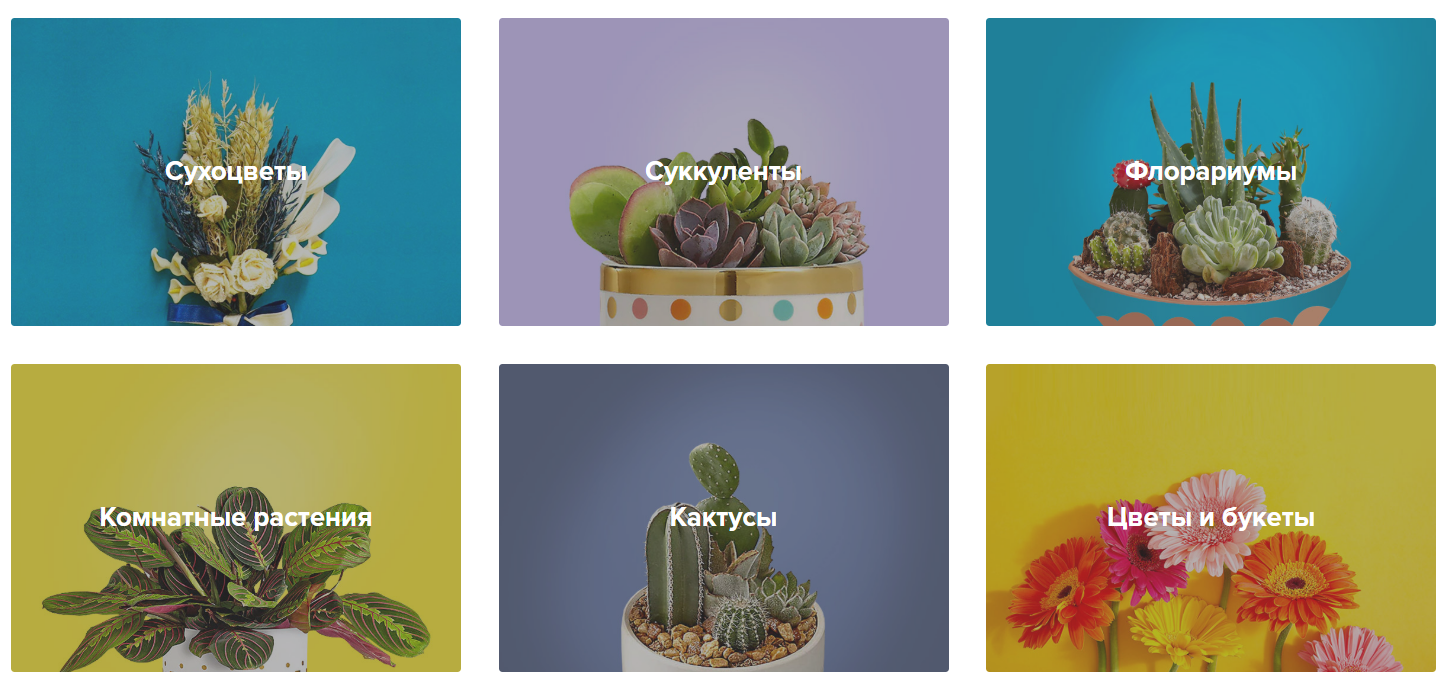 Сухоцветы
Суккуленты
Флорариумы
Комнатные растения
Кактусы
Цветы и букеты